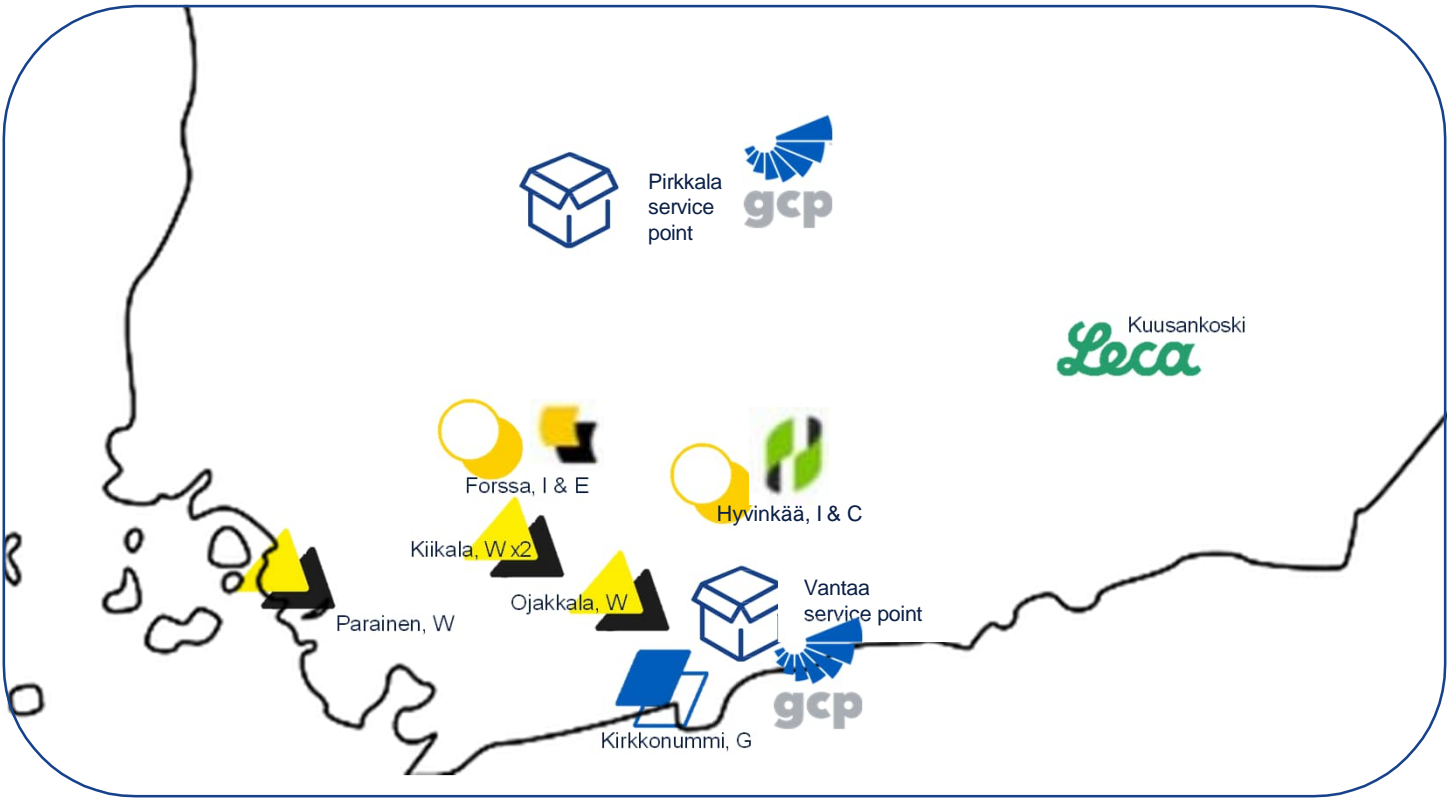 Pirkkala
service
point
gcp
Kuusankoski
Leca
Forssa, I & E
Hyvinkää, I & C
Kiikala, W x2
Ojakkala, W
Vantaa
service point
Parainen, W
gcp
Kirkkonummi, G